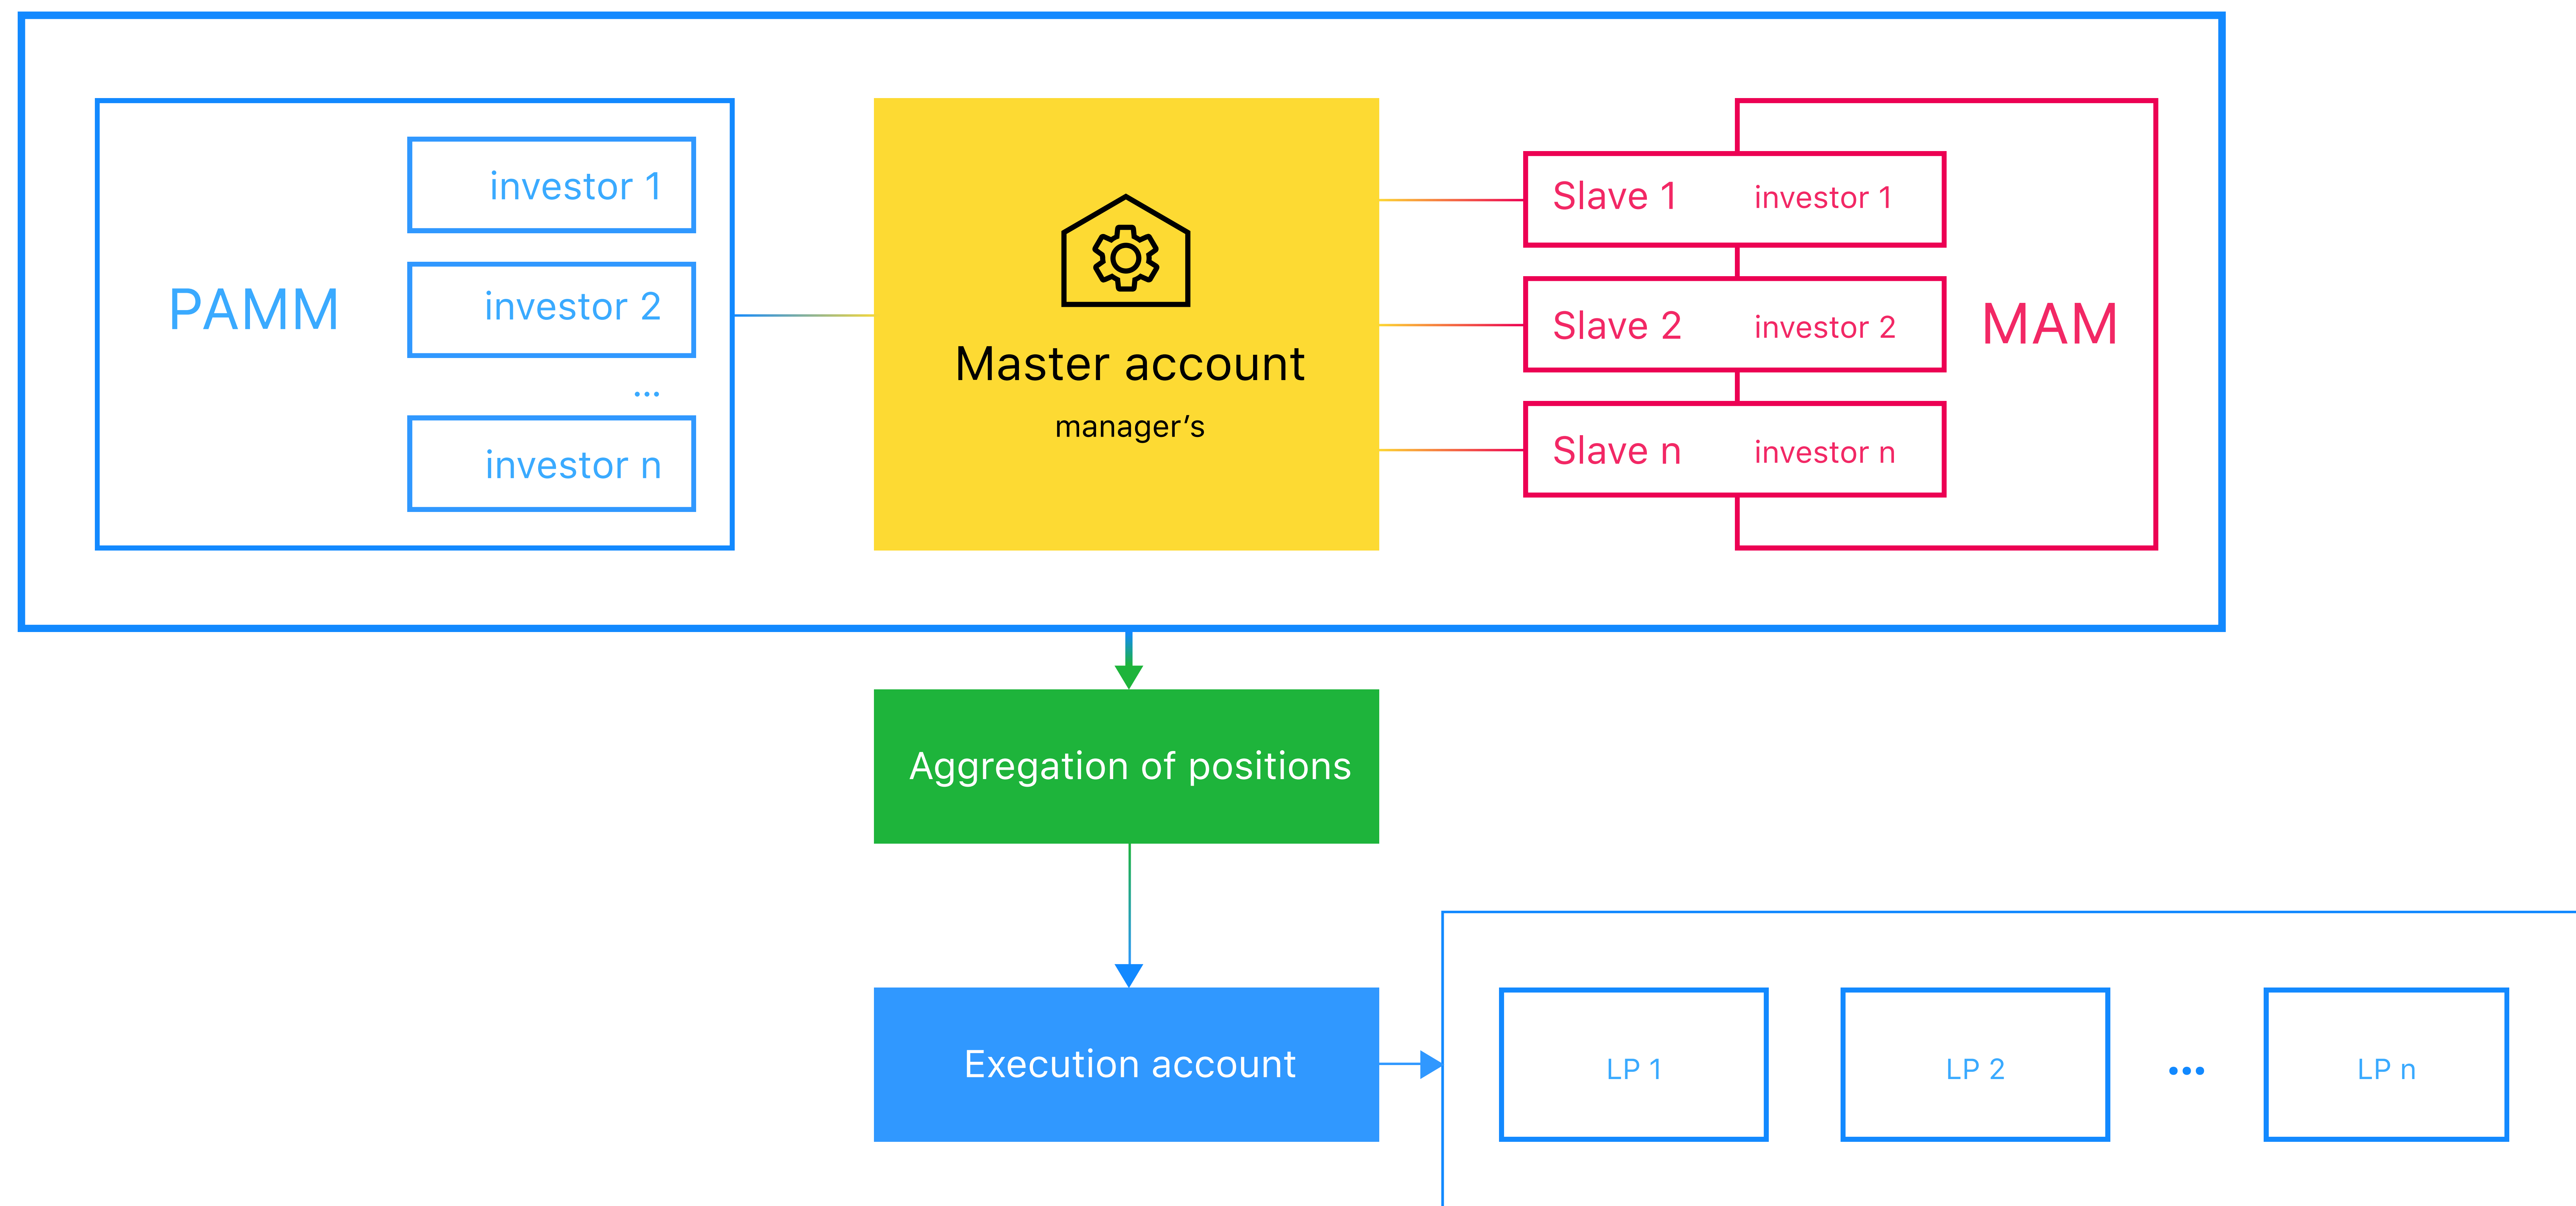 PAMM
investor 1
investor 2
...
investor n
Master account
manager’s
Slave 1 investor 1
Slave 2 investor 2
Slave n investor n
MAM
Aggregation of positions
Execution account
LP 1
LP 2
...
LP n